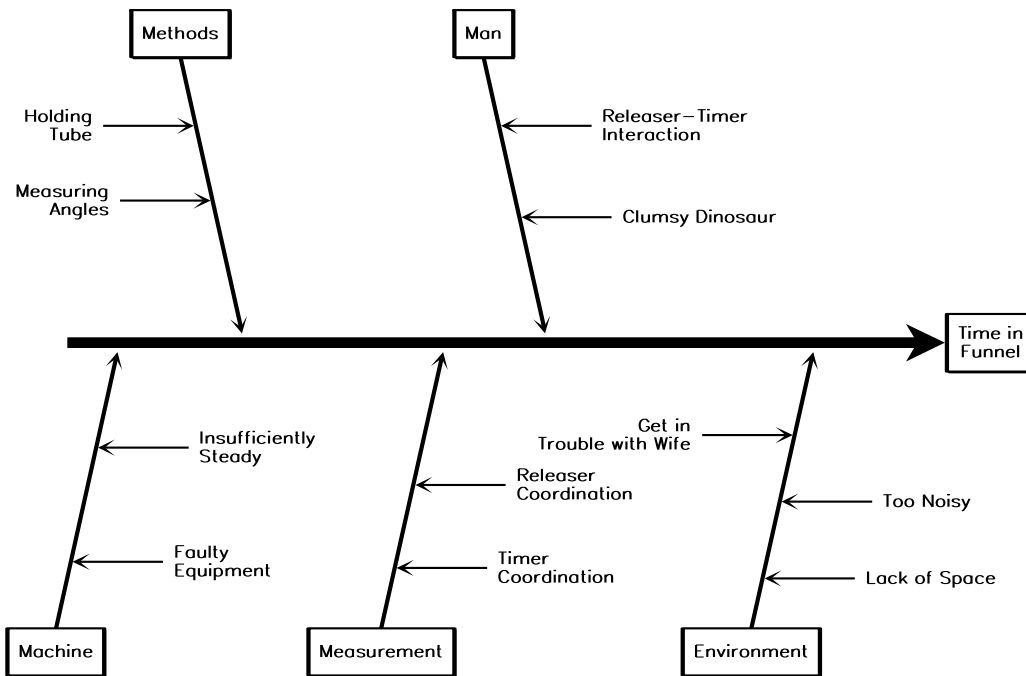 Methods
Man
Holding
Tube
Releaser-Timer
Interaction
Measuring
Angles
Clumsy Dinosaur
Time in
Funnel
Insufficiently
Steady
Get in
Trouble with Wife
Releaser
Coordination
Too Noisy
Faulty
Equipment
Timer
Coordination
Lack of Space
Machine
Measurement
Environment